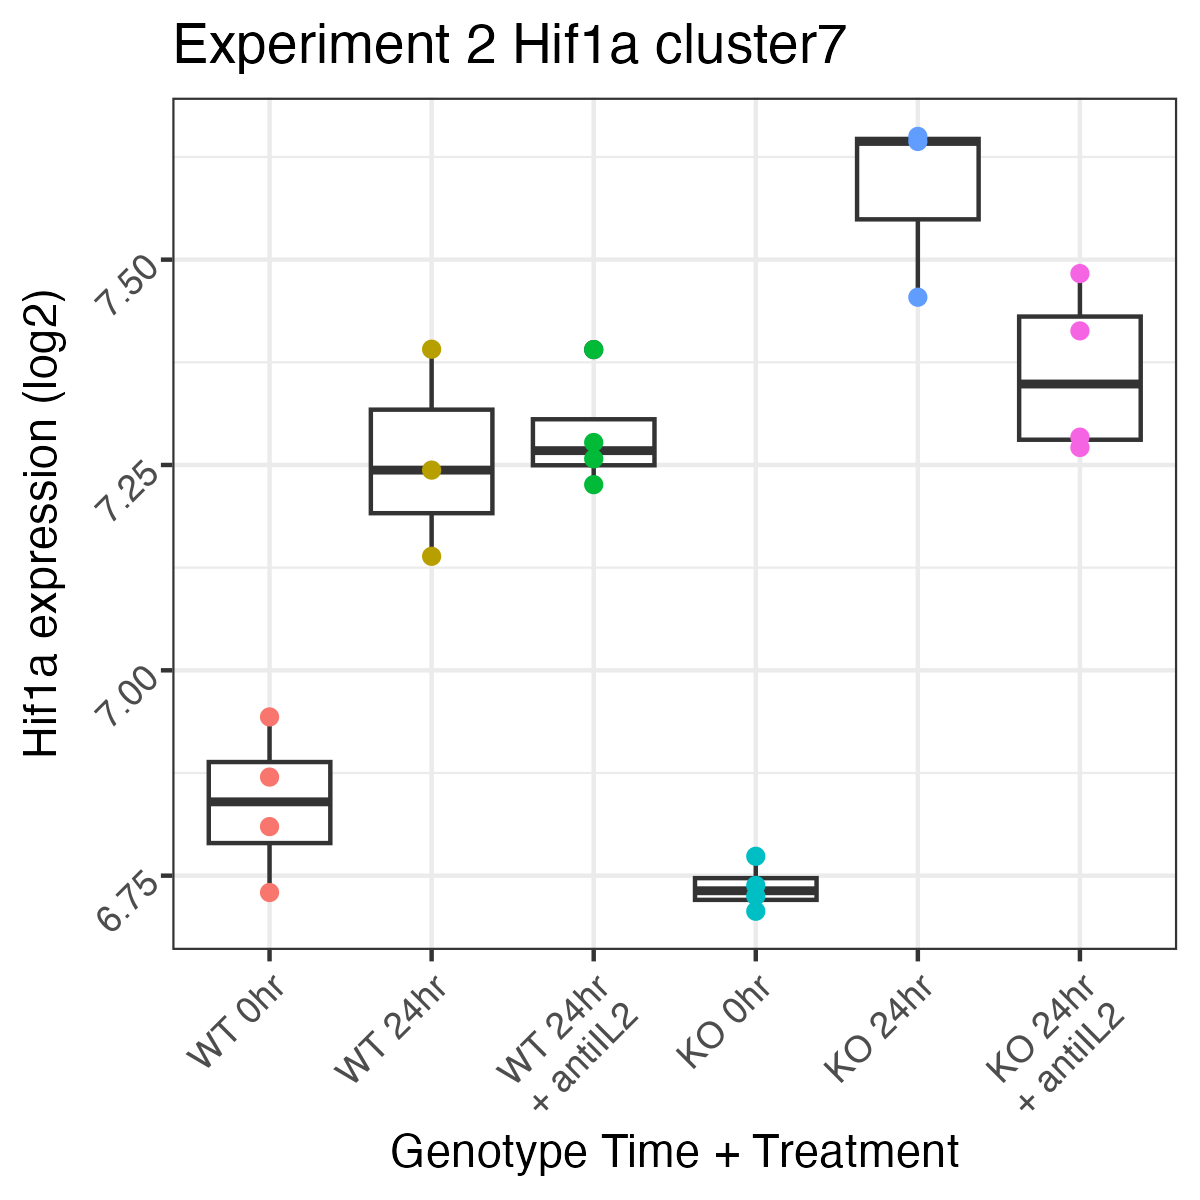 Experiment 2 Hif1a cluster7
Hif1a expression (log2)
7.50
7.25
7.00
6.75
WT 0hr
WT 24hr
WT 24hr
+ antiIL2
KO 0hr
KO 24hr
KO 24hr
+ antiIL2
Genotype Time + Treatment